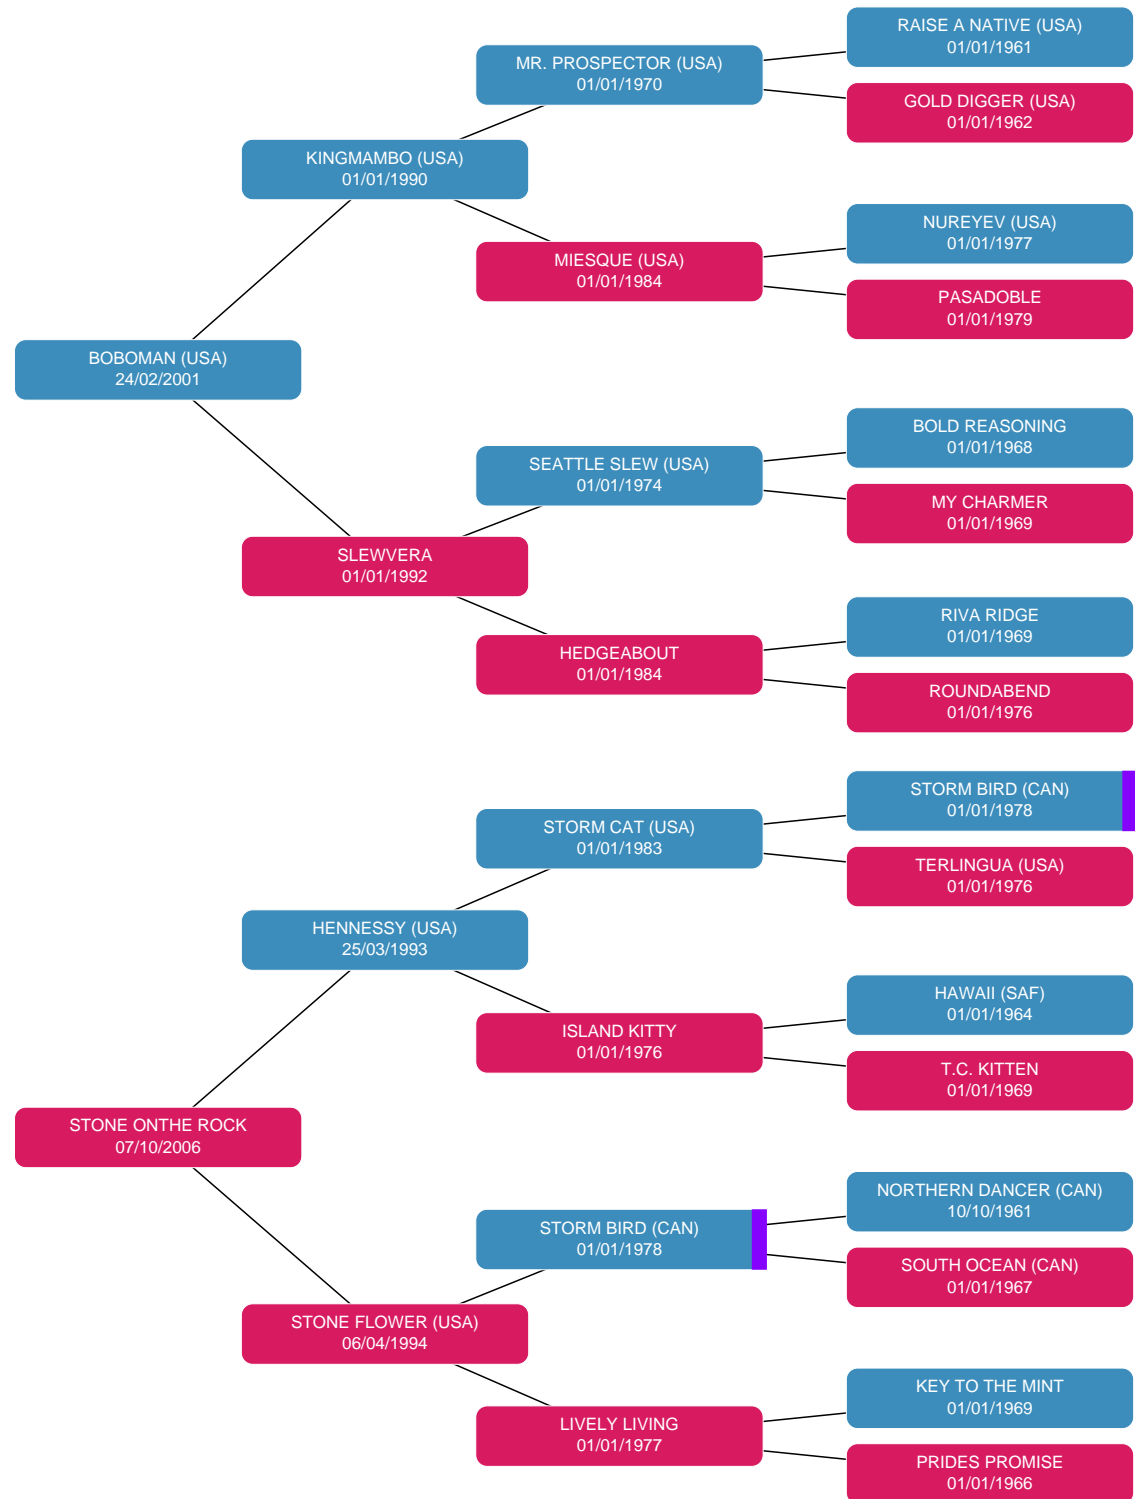 RAISE A NATIVE (USA)
01/01/1961
MR. PROSPECTOR (USA)
01/01/1970
GOLD DIGGER (USA)
01/01/1962
KINGMAMBO (USA)
01/01/1990
NUREYEV (USA)
01/01/1977
MIESQUE (USA)
01/01/1984
PASADOBLE
01/01/1979
BOBOMAN (USA)
24/02/2001
BOLD REASONING
01/01/1968
SEATTLE SLEW (USA)
01/01/1974
MY CHARMER
01/01/1969
SLEWVERA
01/01/1992
RIVA RIDGE
01/01/1969
HEDGEABOUT
01/01/1984
ROUNDABEND
01/01/1976
STORM BIRD (CAN)
01/01/1978
STORM CAT (USA)
01/01/1983
TERLINGUA (USA)
01/01/1976
HENNESSY (USA)
25/03/1993
HAWAII (SAF)
01/01/1964
ISLAND KITTY
01/01/1976
T.C. KITTEN
01/01/1969
STONE ONTHE ROCK
07/10/2006
NORTHERN DANCER (CAN)
10/10/1961
STORM BIRD (CAN)
01/01/1978
SOUTH OCEAN (CAN)
01/01/1967
STONE FLOWER (USA)
06/04/1994
KEY TO THE MINT
01/01/1969
LIVELY LIVING
01/01/1977
PRIDES PROMISE
01/01/1966